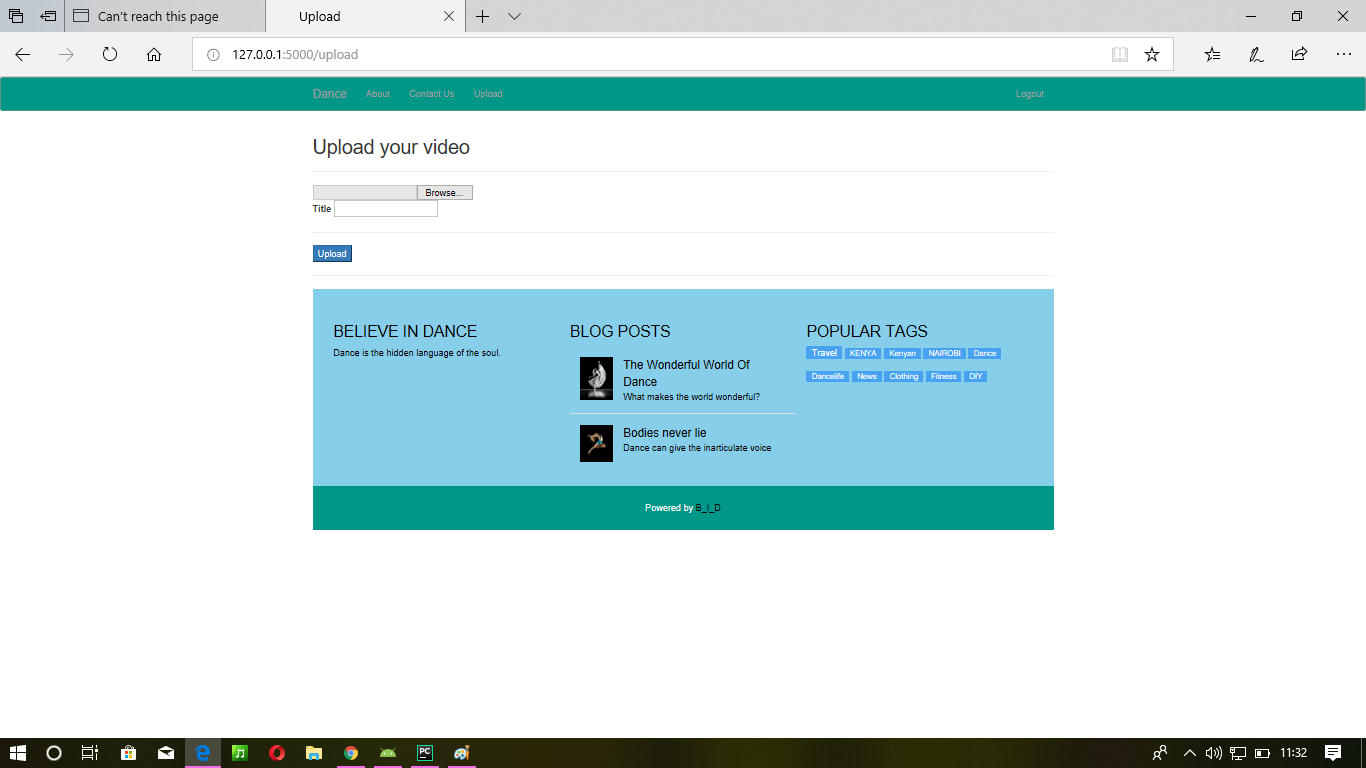 Can't reach this page
Upload
127.0.0.1:5000/upload
Dance About Contact Us Upload Logout
Upload your video
Browse...
Title
Upload
BELIEVE IN DANCE
Dance is the hidden language of the soul.
BLOG POSTS
The Wonderful World Of
Dance
What makes the world wonderful?
Bodies never lie
Dance can give the inarticulate voice
POPULAR TAGS
Travel KENYA Kenyan NAIROBI Dance
Dancelife News Clothing Fitness DIY
Powered by B_I_D
PC
11:32